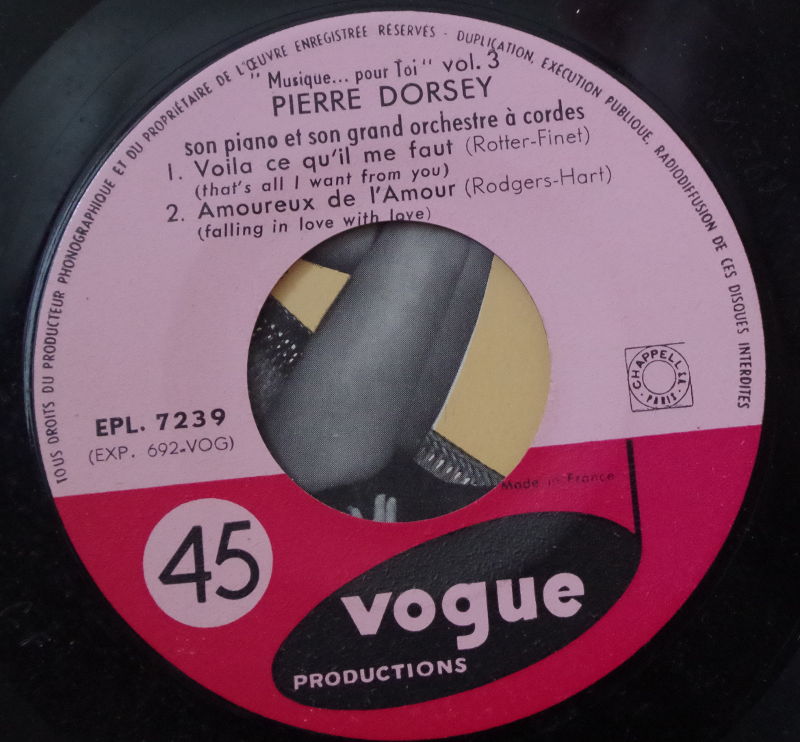 TOUS DROITS DU PRODUCTEUR PHONOGRAPHIQUE ET DU PROPRIÉTAIRE DE L'ŒUVRE ENREGISTRÉE RÉSERVÉS - DUPLICATION, EXÉCUTION PUBLIQUE, RADIODIFFUSION DE CES DISQUES INTERDITES
"Musique... pour Toi" vol. 3
PIERRE DORSEY
son piano et son grand orchestre à cordes
1. Voila ce qu'il me faut (Rotter-Finet)
(that's all I want from you)
2. Amoureux de l'Amour (Rodgers-Hart)
(falling in love with love)
CHAPPELL S.A.
PARIS
EPL. 7239
(EXP. 692-VOG)
Made in France
45
vogue
PRODUCTIONS